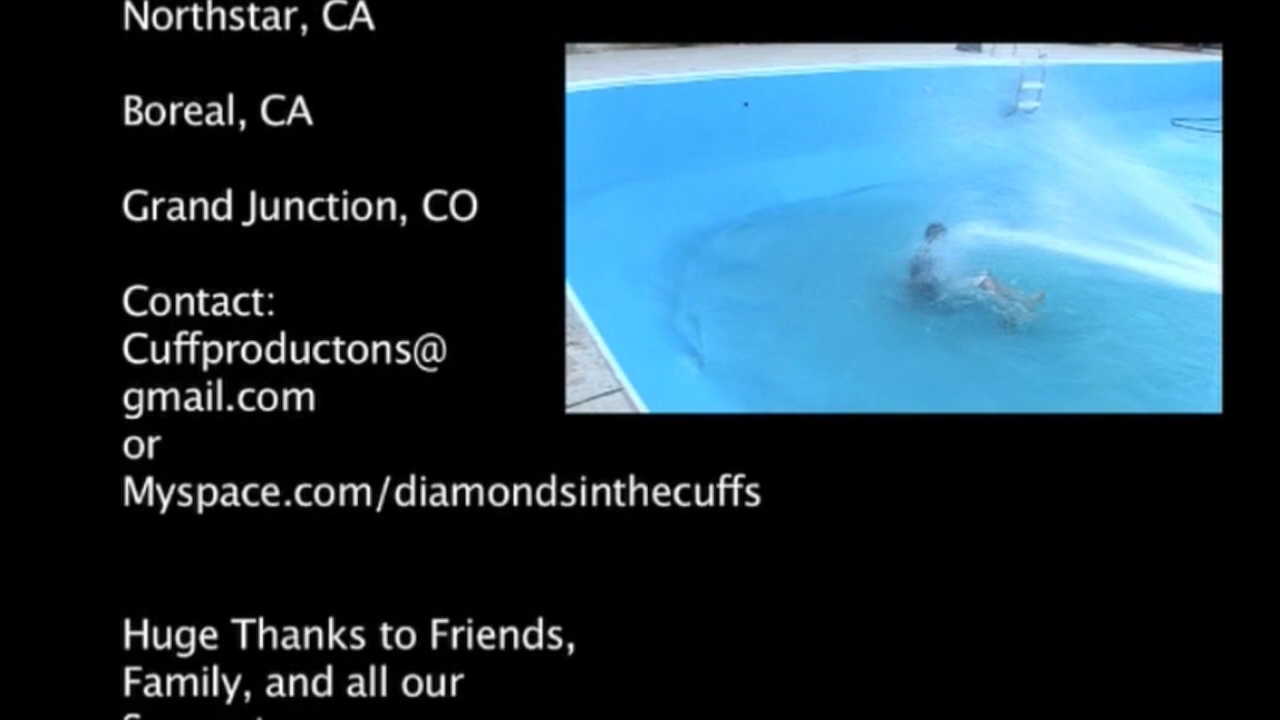 Northstar, CA
Boreal, CA
Grand Junction, CO
Contact:
Cuffproductons@
gmail.com
or
Myspace.com/diamondsinthecuffs
Huge Thanks to Friends,
Family, and all our